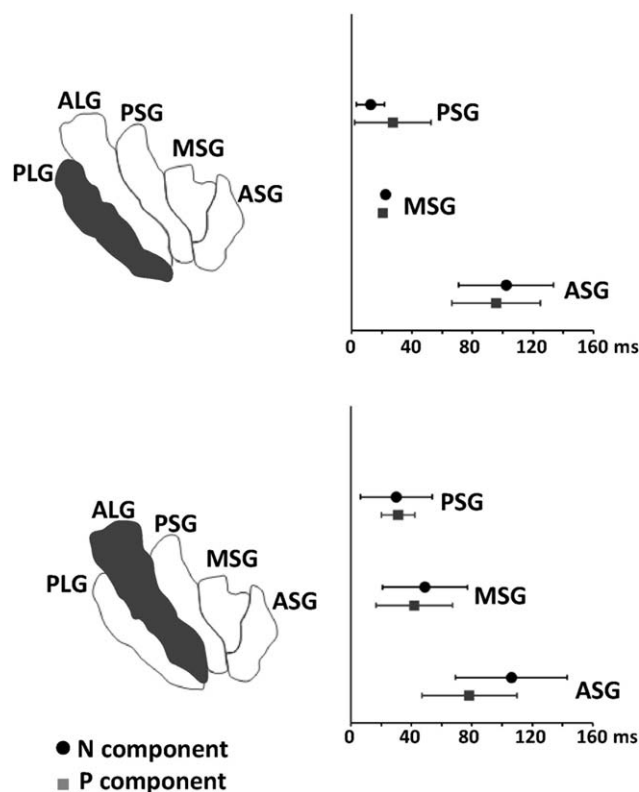 ALG
PSG
MSG
PLG
ASG
PSG
MSG
ASG
0 40 80 120 160 ms
ALG
PSG
MSG
PLG
ASG
PSG
MSG
ASG
0 40 80 120 160 ms
N component
P component